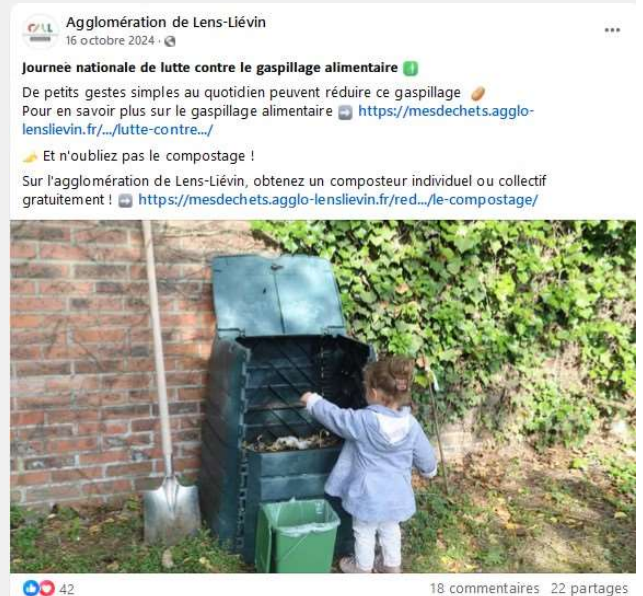 CALL
Agglomération de Lens-Liévin
16 octobre 2024 ·
Journée nationale de lutte contre le gaspillage alimentaire
De petits gestes simples au quotidien peuvent réduire ce gaspillage
Pour en savoir plus sur le gaspillage alimentaire https://mesdechets.agglo-
lenslievin.fr/.../lutte-contre.../
Et n'oubliez pas le compostage !
Sur l'agglomération de Lens-Liévin, obtenez un composteur individuel ou collectif
gratuitement ! https://mesdechets.agglo-lenslievin.fr/red.../le-compostage/
42 18 commentaires 22 partages